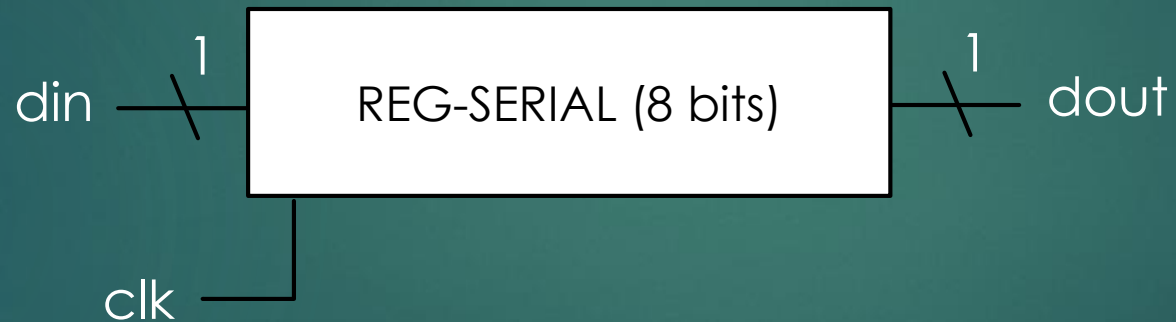 1
1
din
REG-SERIAL (8 bits)
dout
clk